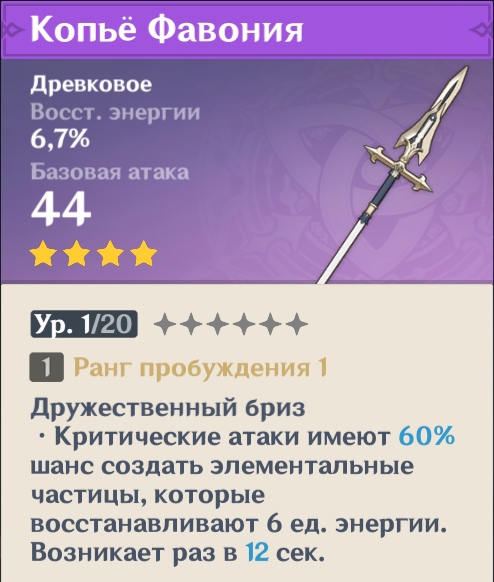 Копьё Фавония
Древковое
Восст. энергии
6,7%
Базовая атака
44
Ур. 1/20
1 Ранг пробуждения 1
Дружественный бриз
· Критические атаки имеют 60%
шанс создать элементальные
частицы, которые
восстанавливают 6 ед. энергии.
Возникает раз в 12 сек.